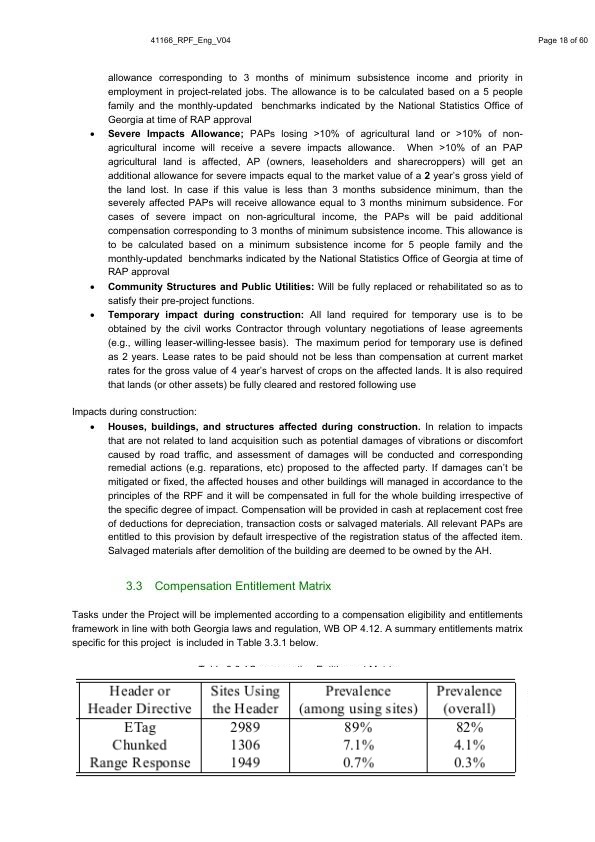 41166_RPF_Eng_V04 Page 18 of 60
allowance corresponding to 3 months of minimum subsistence income and priority in
employment in project-related jobs. The allowance is to be calculated based on a 5 people
family and the monthly-updated benchmarks indicated by the National Statistics Office of
Georgia at time of RAP approval
• Severe Impacts Allowance; PAPs losing >10% of agricultural land or >10% of non-
agricultural income will receive a severe impacts allowance. When >10% of an PAP
agricultural land is affected, AP (owners, leaseholders and sharecroppers) will get an
additional allowance for severe impacts equal to the market value of a 2 year's gross yield of
the land lost. In case if this value is less than 3 months subsidence minimum, than the
severely affected PAPs will receive allowance equal to 3 months minimum subsidence. For
cases of severe impact on non-agricultural income, the PAPs will be paid additional
compensation corresponding to 3 months of minimum subsistence income. This allowance is
to be calculated based on a minimum subsistence income for 5 people family and the
monthly-updated benchmarks indicated by the National Statistics Office of Georgia at time of
RAP approval
• Community Structures and Public Utilities: Will be fully replaced or rehabilitated so as to
satisfy their pre-project functions.
• Temporary impact during construction: All land required for temporary use is to be
obtained by the civil works Contractor through voluntary negotiations of lease agreements
(e.g., willing leaser-willing-lessee basis). The maximum period for temporary use is defined
as 2 years. Lease rates to be paid should not be less than compensation at current market
rates for the gross value of 4 year's harvest of crops on the affected lands. It is also required
that lands (or other assets) be fully cleared and restored following use
Impacts during construction:
• Houses, buildings, and structures affected during construction. In relation to impacts
that are not related to land acquisition such as potential damages of vibrations or discomfort
caused by road traffic, and assessment of damages will be conducted and corresponding
remedial actions (e.g. reparations, etc) proposed to the affected party. If damages can't be
mitigated or fixed, the affected houses and other buildings will managed in accordance to the
principles of the RPF and it will be compensated in full for the whole building irrespective of
the specific degree of impact. Compensation will be provided in cash at replacement cost free
of deductions for depreciation, transaction costs or salvaged materials. All relevant PAPs are
entitled to this provision by default irrespective of the registration status of the affected item.
Salvaged materials after demolition of the building are deemed to be owned by the AH.
3.3 Compensation Entitlement Matrix
Tasks under the Project will be implemented according to a compensation eligibility and entitlements
framework in line with both Georgia laws and regulation, WB OP 4.12. A summary entitlements matrix
specific for this project is included in Table 3.3.1 below.
Header or Sites Using Prevalence Prevalence
Header Directive the Header (among using sites) (overall)
ETag 2989 89% 82%
Chunked 1306 7.1% 4.1%
Range Response 1949 0.7% 0.3%